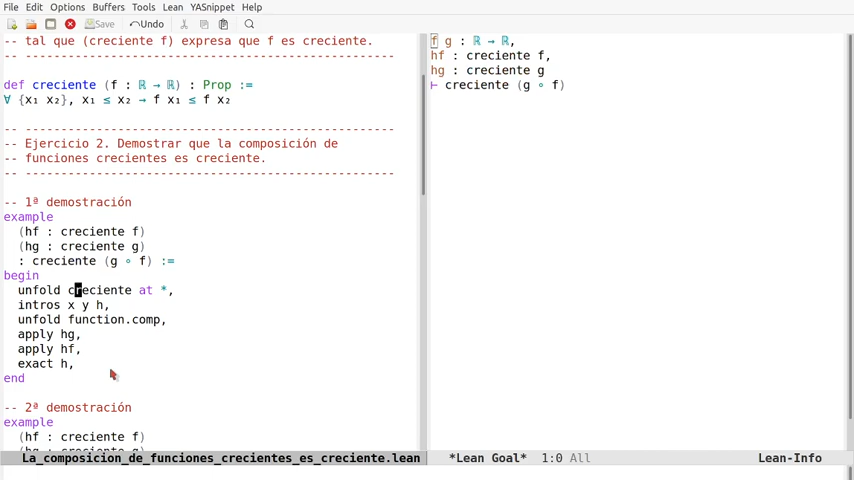 File Edit Options Buffers Tools Lean YASnippet Help
Save Undo
-- tal que (creciente f) expresa que f es creciente.
-- ----------------------------------------------------
def creciente (f : ℝ → ℝ) : Prop :=
∀ {x₁ x₂}, x₁ ≤ x₂ → f x₁ ≤ f x₂
-- ----------------------------------------------------
-- Ejercicio 2. Demostrar que la composición de
-- funciones crecientes es creciente.
-- ----------------------------------------------------
-- 1ª demostración
example
(hf : creciente f)
(hg : creciente g)
: creciente (g ∘ f) :=
begin
unfold creciente at *,
intros x y h,
unfold function.comp,
apply hg,
apply hf,
exact h,
end
-- 2ª demostración
example
(hf : creciente f)
(hg : creciente g)
La_composicion_de_funciones_crecientes_es_creciente.lean
f g : ℝ → ℝ,
hf : creciente f,
hg : creciente g
⊢ creciente (g ∘ f)
*Lean Goal* 1:0 All Lean-Info